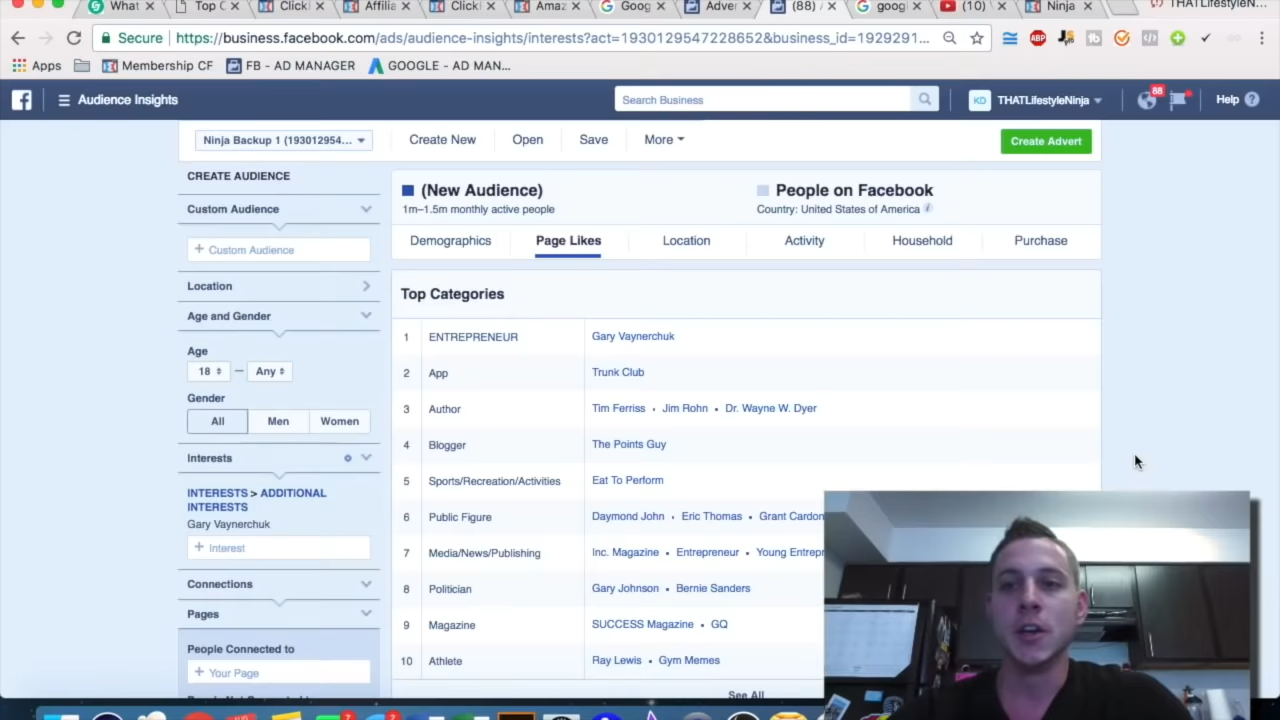 What
Top C
Click
Affilia
Click
Amaz
Goog
Adver
(88)
goog
(10)
Ninja
THATLifestyleN...
Secure
https://business.facebook.com/ads/audience-insights/interests?act=1930129547228652&business_id=1929291...
ABP
Apps
Membership CF
FB - AD MANAGER
GOOGLE - AD MAN...
Audience Insights
Search Business
KD
THATLifestyleNinja
88
Help
Ninja Backup 1 (193012954...
Create New
Open
Save
More
Create Advert
CREATE AUDIENCE
Custom Audience
+ Custom Audience
Location
Age and Gender
Age
18 – Any
Gender
All Men Women
Interests
INTERESTS > ADDITIONAL
INTERESTS
Gary Vaynerchuk
+ Interest
Connections
Pages
People Connected to
+ Your Page
(New Audience)
1m–1.5m monthly active people
People on Facebook
Country: United States of America
Demographics Page Likes Location Activity Household Purchase
Top Categories
1 ENTREPRENEUR Gary Vaynerchuk
2 App Trunk Club
3 Author Tim Ferriss • Jim Rohn • Dr. Wayne W. Dyer
4 Blogger The Points Guy
5 Sports/Recreation/Activities Eat To Perform
6 Public Figure Daymond John • Eric Thomas • Grant Cardon
7 Media/News/Publishing Inc. Magazine • Entrepreneur • Young Entrepr
8 Politician Gary Johnson • Bernie Sanders
9 Magazine SUCCESS Magazine • GQ
10 Athlete Ray Lewis • Gym Memes
See All